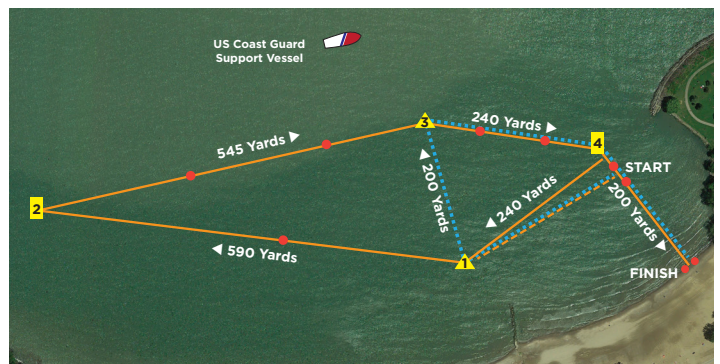 US Coast Guard
Support Vessel
3
240 Yards ►
4
545 Yards ►
START
◄ 200 Yards
◄ 240 Yards
200 Yards ►
2
1
◄ 590 Yards
FINISH